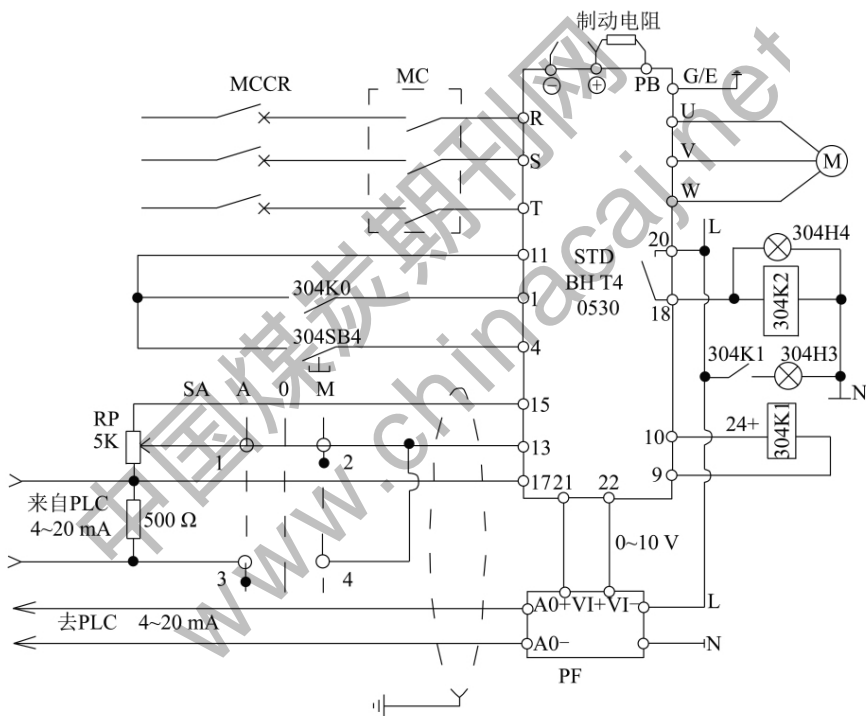 制动电阻
MCCR
MC
⊖
⊕
PB
G/E
R
U
S
V
M
T
W
L
11
20
STD
BH T4
0530
304H4
304K0
1
18
304K2
304SB4
4
304K1
304H3
N
SA
A
0
M
15
RP
5K
1
2
13
10
24+
304K1
9
17
21
22
来自PLC
4~20 mA
500 Ω
3
4
0~10 V
去PLC 4~20 mA
A0+
VI+
VI−
L
A0−
N
PF
中国煤炭期刊网
www.chinacaj.net